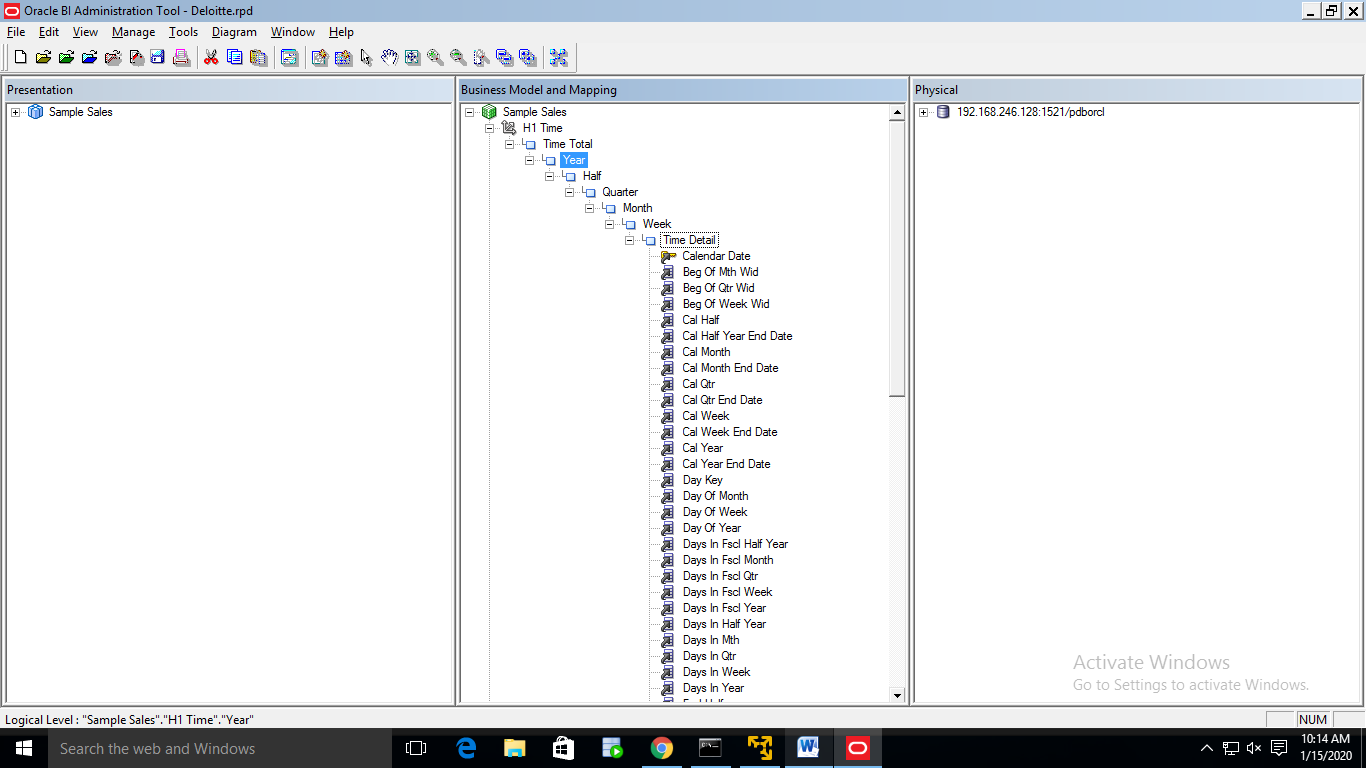 Oracle BI Administration Tool - Deloitte.rpd
File Edit View Manage Tools Diagram Window Help
Presentation
Sample Sales
Business Model and Mapping
Sample Sales
H1 Time
Time Total
Year
Half
Quarter
Month
Week
Time Detail
Calendar Date
Beg Of Mth Wid
Beg Of Qtr Wid
Beg Of Week Wid
Cal Half
Cal Half Year End Date
Cal Month
Cal Month End Date
Cal Qtr
Cal Qtr End Date
Cal Week
Cal Week End Date
Cal Year
Cal Year End Date
Day Key
Day Of Month
Day Of Week
Day Of Year
Days In Fscl Half Year
Days In Fscl Month
Days In Fscl Qtr
Days In Fscl Week
Days In Fscl Year
Days In Half Year
Days In Mth
Days In Qtr
Days In Week
Days In Year
Physical
192.168.246.128:1521/pdborcl
Activate Windows
Go to Settings to activate Windows.
Logical Level : "Sample Sales"."H1 Time"."Year"
NUM
Search the web and Windows
10:14 AM
1/15/2020